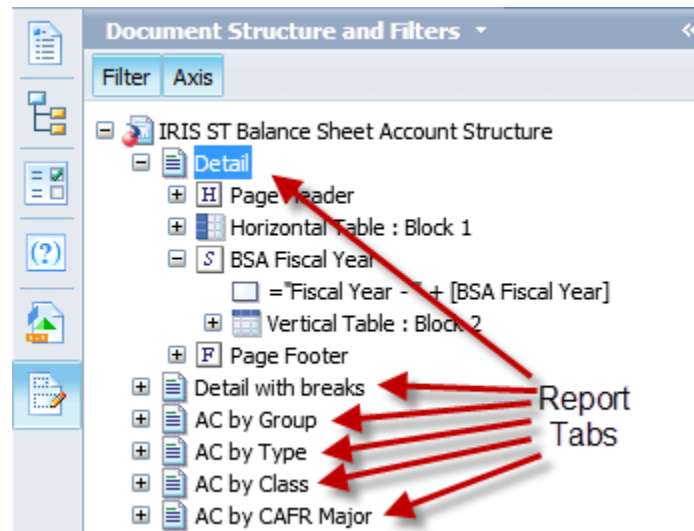 Document Structure and Filters
Filter Axis
IRIS ST Balance Sheet Account Structure
Detail
H Page Header
Horizontal Table : Block 1
S BSA Fiscal Year
="Fiscal Year - " + [BSA Fiscal Year]
Vertical Table : Block 2
F Page Footer
Detail with breaks
AC by Group
AC by Type
AC by Class
AC by CAFR Major
Report
Tabs